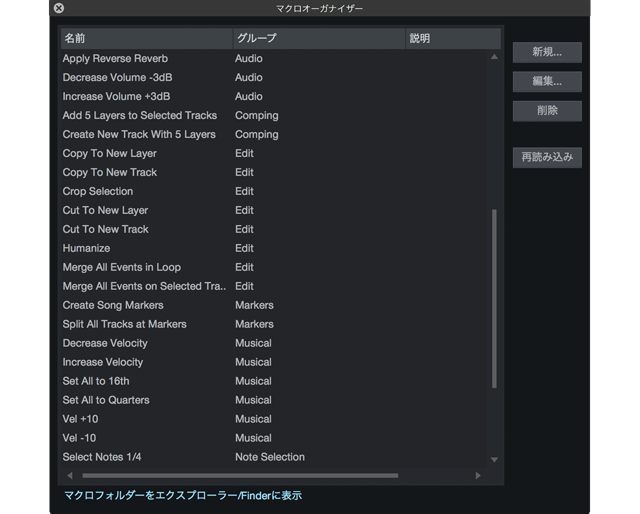 マクロオーガナイザー
名前 グループ 説明
Apply Reverse Reverb Audio
Decrease Volume -3dB Audio
Increase Volume +3dB Audio
Add 5 Layers to Selected Tracks Comping
Create New Track With 5 Layers Comping
Copy To New Layer Edit
Copy To New Track Edit
Crop Selection Edit
Cut To New Layer Edit
Cut To New Track Edit
Humanize Edit
Merge All Events in Loop Edit
Merge All Events on Selected Tra.. Edit
Create Song Markers Markers
Split All Tracks at Markers Markers
Decrease Velocity Musical
Increase Velocity Musical
Set All to 16th Musical
Set All to Quarters Musical
Vel +10 Musical
Vel -10 Musical
Select Notes 1/4 Note Selection
マクロフォルダーをエクスプローラー/Finderに表示
新規...
編集...
削除
再読み込み